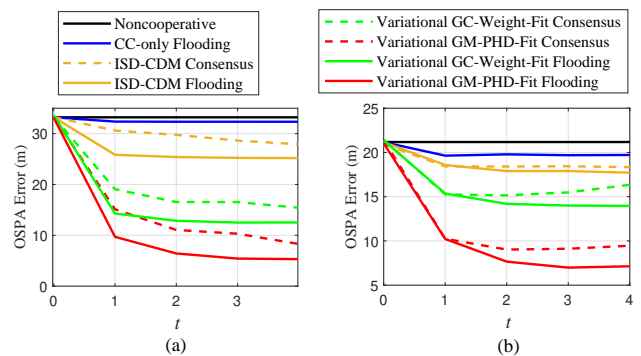 Noncooperative
CC-only Flooding
ISD-CDM Consensus
ISD-CDM Flooding
Variational GC-Weight-Fit Consensus
Variational GM-PHD-Fit Consensus
Variational GC-Weight-Fit Flooding
Variational GM-PHD-Fit Flooding
OSPA Error (m)
30
20
10
0
0
1
2
3
t
(a)
OSPA Error (m)
25
20
15
10
5
0
1
2
3
4
t
(b)